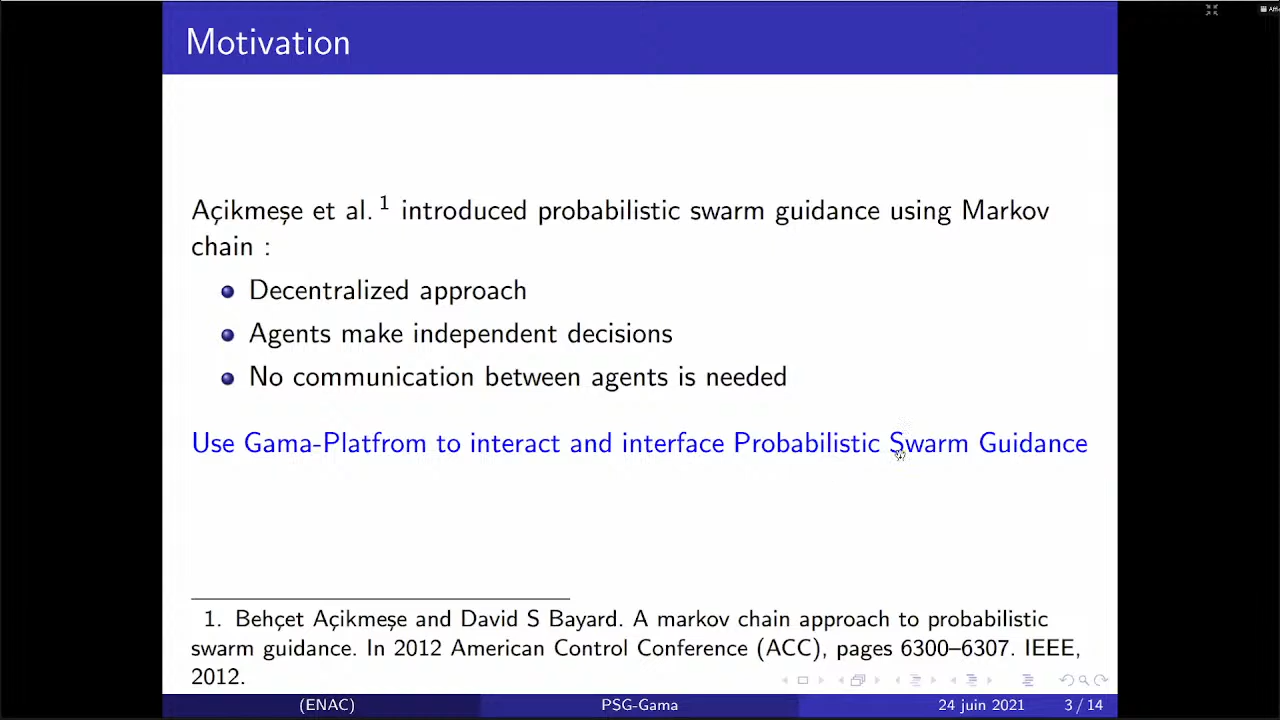 Motivation
Açikmeşe et al. 1 introduced probabilistic swarm guidance using Markov
chain :
Decentralized approach
Agents make independent decisions
No communication between agents is needed
Use Gama-Platfrom to interact and interface Probabilistic Swarm Guidance
1. Behçet Açikmeşe and David S Bayard. A markov chain approach to probabilistic
swarm guidance. In 2012 American Control Conference (ACC), pages 6300–6307. IEEE,
2012.
(ENAC) PSG-Gama 24 juin 2021 3 / 14